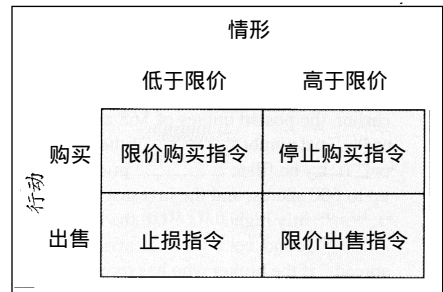 情形
低于限价 高于限价
购买 限价购买指令 停止购买指令
行动
出售 止损指令 限价出售指令